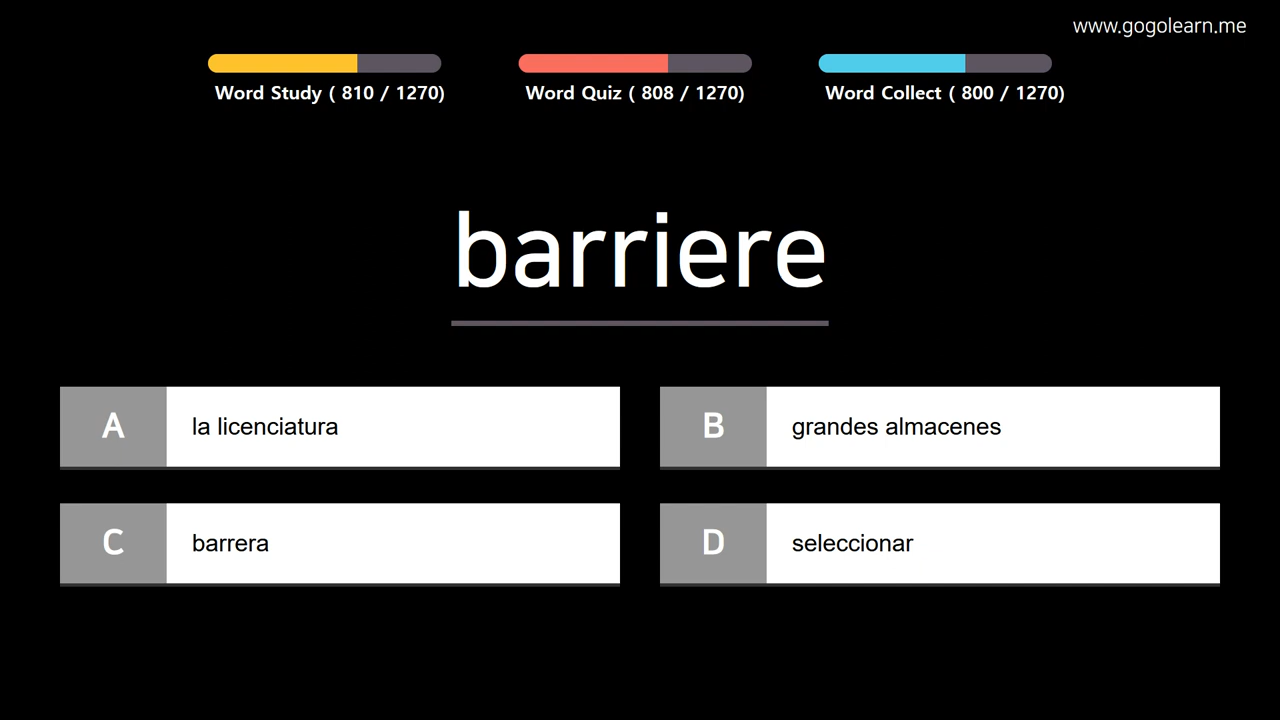 www.gogolearn.me
Word Study ( 810 / 1270)
Word Quiz ( 808 / 1270)
Word Collect ( 800 / 1270)
barriere
A la licenciatura
B grandes almacenes
C barrera
D seleccionar